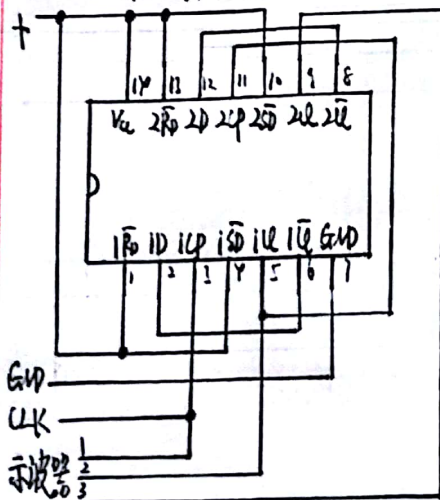 +
14 13 12 11 10 9 8
Vcc 2R̅D 2D 2CP 2S̅D 2Q 2Q̅
1R̅D 1D 1CP 1S̅D 1Q 1Q̅ GND
1 2 3 4 5 6 7
GND
CLK
示波器
1
2
3